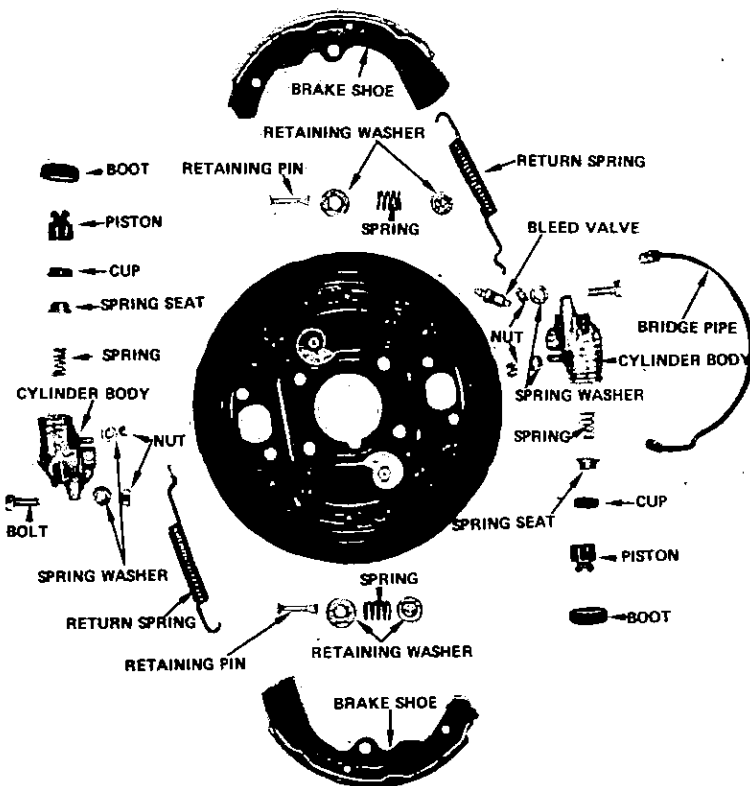 BRAKE SHOE
RETAINING WASHER
BOOT
RETAINING PIN
RETURN SPRING
PISTON
SPRING
BLEED VALVE
CUP
SPRING SEAT
NUT
BRIDGE PIPE
SPRING
CYLINDER BODY
CYLINDER BODY
SPRING WASHER
SPRING
NUT
SPRING SEAT
CUP
BOLT
PISTON
SPRING WASHER
SPRING
RETURN SPRING
BOOT
RETAINING WASHER
RETAINING PIN
BRAKE SHOE